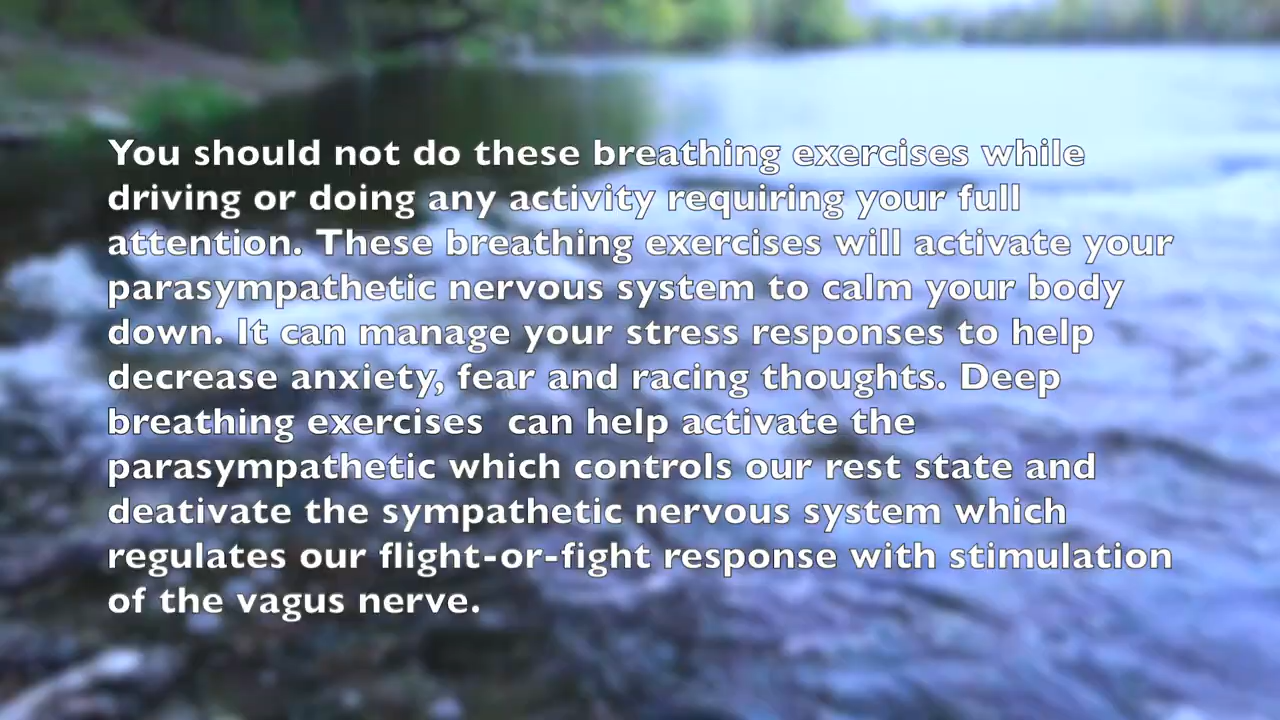 You should not do these breathing exercises while
driving or doing any activity requiring your full
attention. These breathing exercises will activate your
parasympathetic nervous system to calm your body
down. It can manage your stress responses to help
decrease anxiety, fear and racing thoughts. Deep
breathing exercises  can help activate the
parasympathetic which controls our rest state and
deativate the sympathetic nervous system which
regulates our flight-or-fight response with stimulation
of the vagus nerve.